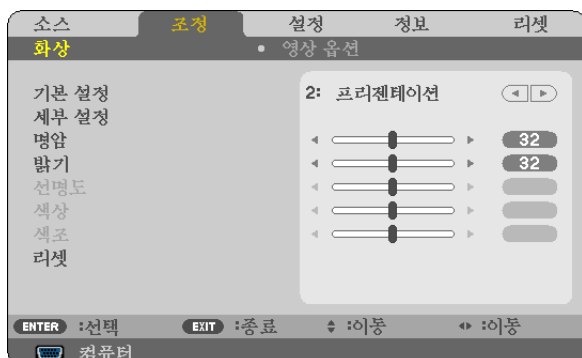 소스 조정 설정 정보 리셋
화상 • 영상 옵션
기본 설정 2: 프리젠테이션
세부 설정
명암 32
밝기 32
선명도
색상
색조
리셋
ENTER :선택 EXIT :종료 :이동 :이동
컴퓨터